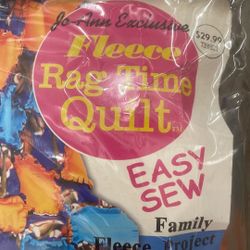 Jo-Ann Exclusive
Fleece
Rag Time
Quilt
$29.99
EASY
SEW
Family
Fleece Project